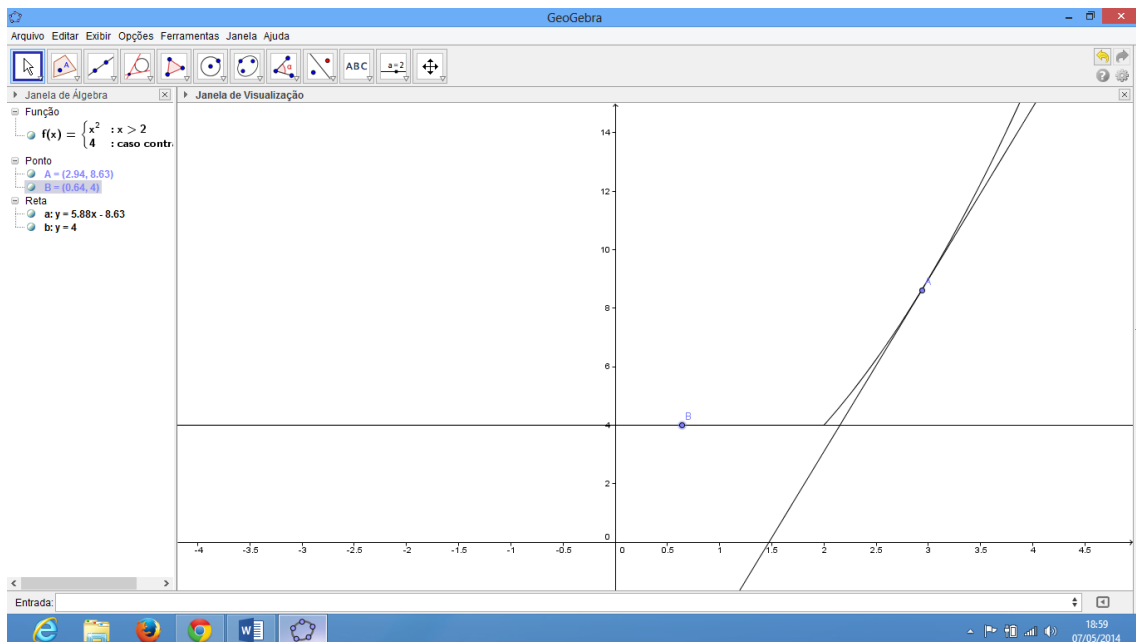 GeoGebra
Arquivo Editar Exibir Opções Ferramentas Janela Ajuda
ABC
a=2
Janela de Álgebra
Janela de Visualização
Função
f(x) = { x² : x > 2
4 : caso contr
Ponto
A = (2.94, 8.63)
B = (0.64, 4)
Reta
a: y = 5.88x - 8.63
b: y = 4
14
12
10
A
8
6
B
4
2
0
-4 -3.5 -3 -2.5 -2 -1.5 -1 -0.5 0 0.5 1 1.5 2 2.5 3 3.5 4 4.5
Entrada:
18:59
07/05/2014